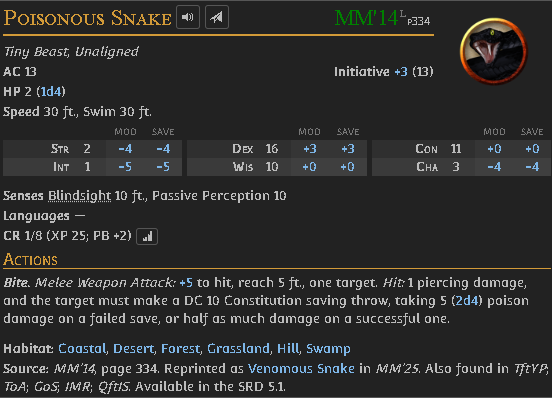 Poisonous Snake MM'14 L p334
Tiny Beast, Unaligned
AC 13 Initiative +3 (13)
HP 2 (1d4)
Speed 30 ft., Swim 30 ft.
MOD SAVE MOD SAVE MOD SAVE
Str 2 −4 −4 Dex 16 +3 +3 Con 11 +0 +0
Int 1 −5 −5 Wis 10 +0 +0 Cha 3 −4 −4
Senses Blindsight 10 ft., Passive Perception 10
Languages —
CR 1/8 (XP 25; PB +2)
Actions
Bite. Melee Weapon Attack: +5 to hit, reach 5 ft., one target. Hit: 1 piercing damage,
and the target must make a DC 10 Constitution saving throw, taking 5 (2d4) poison
damage on a failed save, or half as much damage on a successful one.
Habitat: Coastal, Desert, Forest, Grassland, Hill, Swamp
Source: MM'14, page 334. Reprinted as Venomous Snake in MM'25. Also found in TftYP;
ToA; GoS; IMR; QftIS. Available in the SRD 5.1.